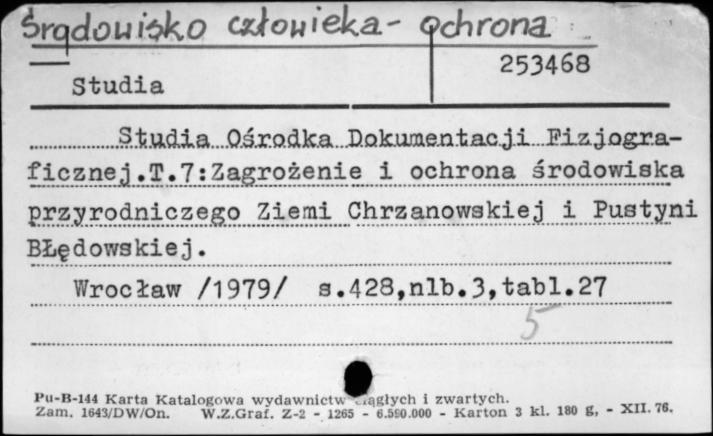 Środowisko człowieka - ochrona
253468
Studia
Studia Ośrodka Dokumentacji Fizjogra-
ficznej.T.7:Zagrożenie i ochrona środowiska
przyrodniczego Ziemi Chrzanowskiej i Pustyni
BŁędowskiej.
Wrocław /1979/ s.428,nlb.3,tabl.27
5
Pu-B-144 Karta Katalogowa wydawnictw ciągłych i zwartych.
Zam. 1643/DW/On. W.Z.Graf. Z-2 - 1265 - 6.590.000 - Karton 3 kl. 180 g, - XII. 76.